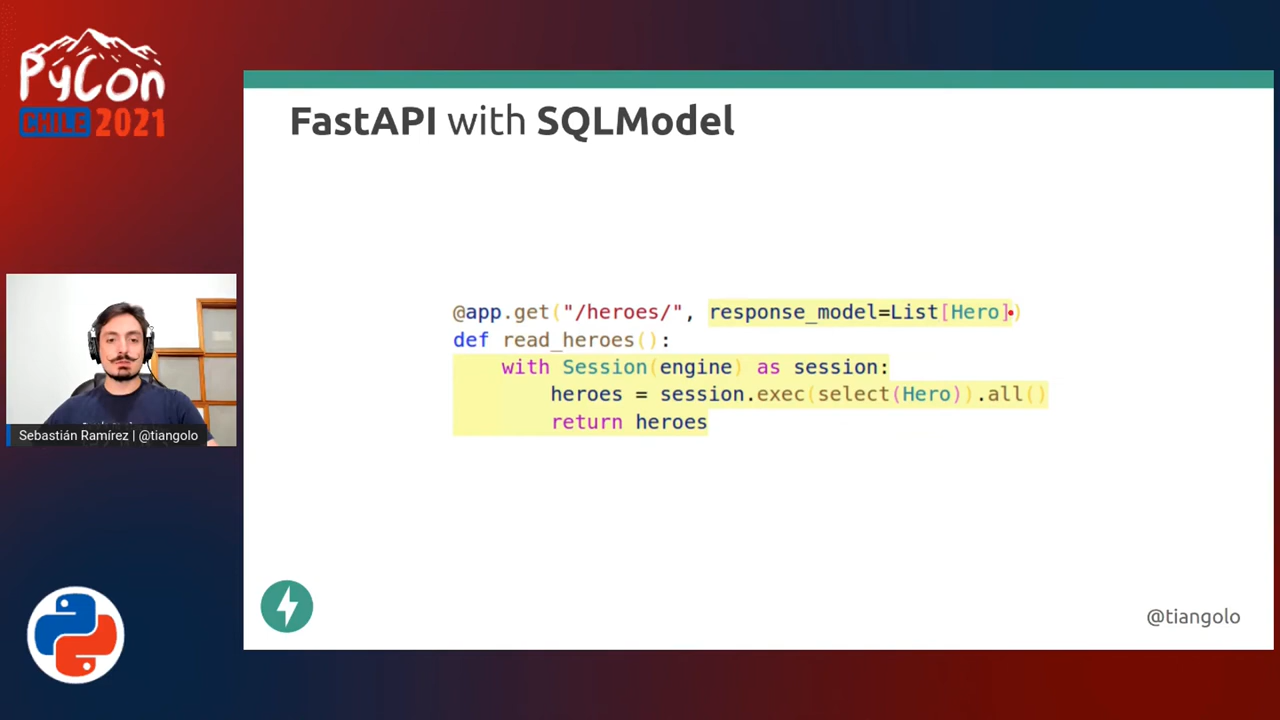 PyCon
CHILE 2021
FastAPI with SQLModel
@app.get("/heroes/", response_model=List[Hero])
def read_heroes():
    with Session(engine) as session:
        heroes = session.exec(select(Hero)).all()
        return heroes
Sebastián Ramírez | @tiangolo
@tiangolo